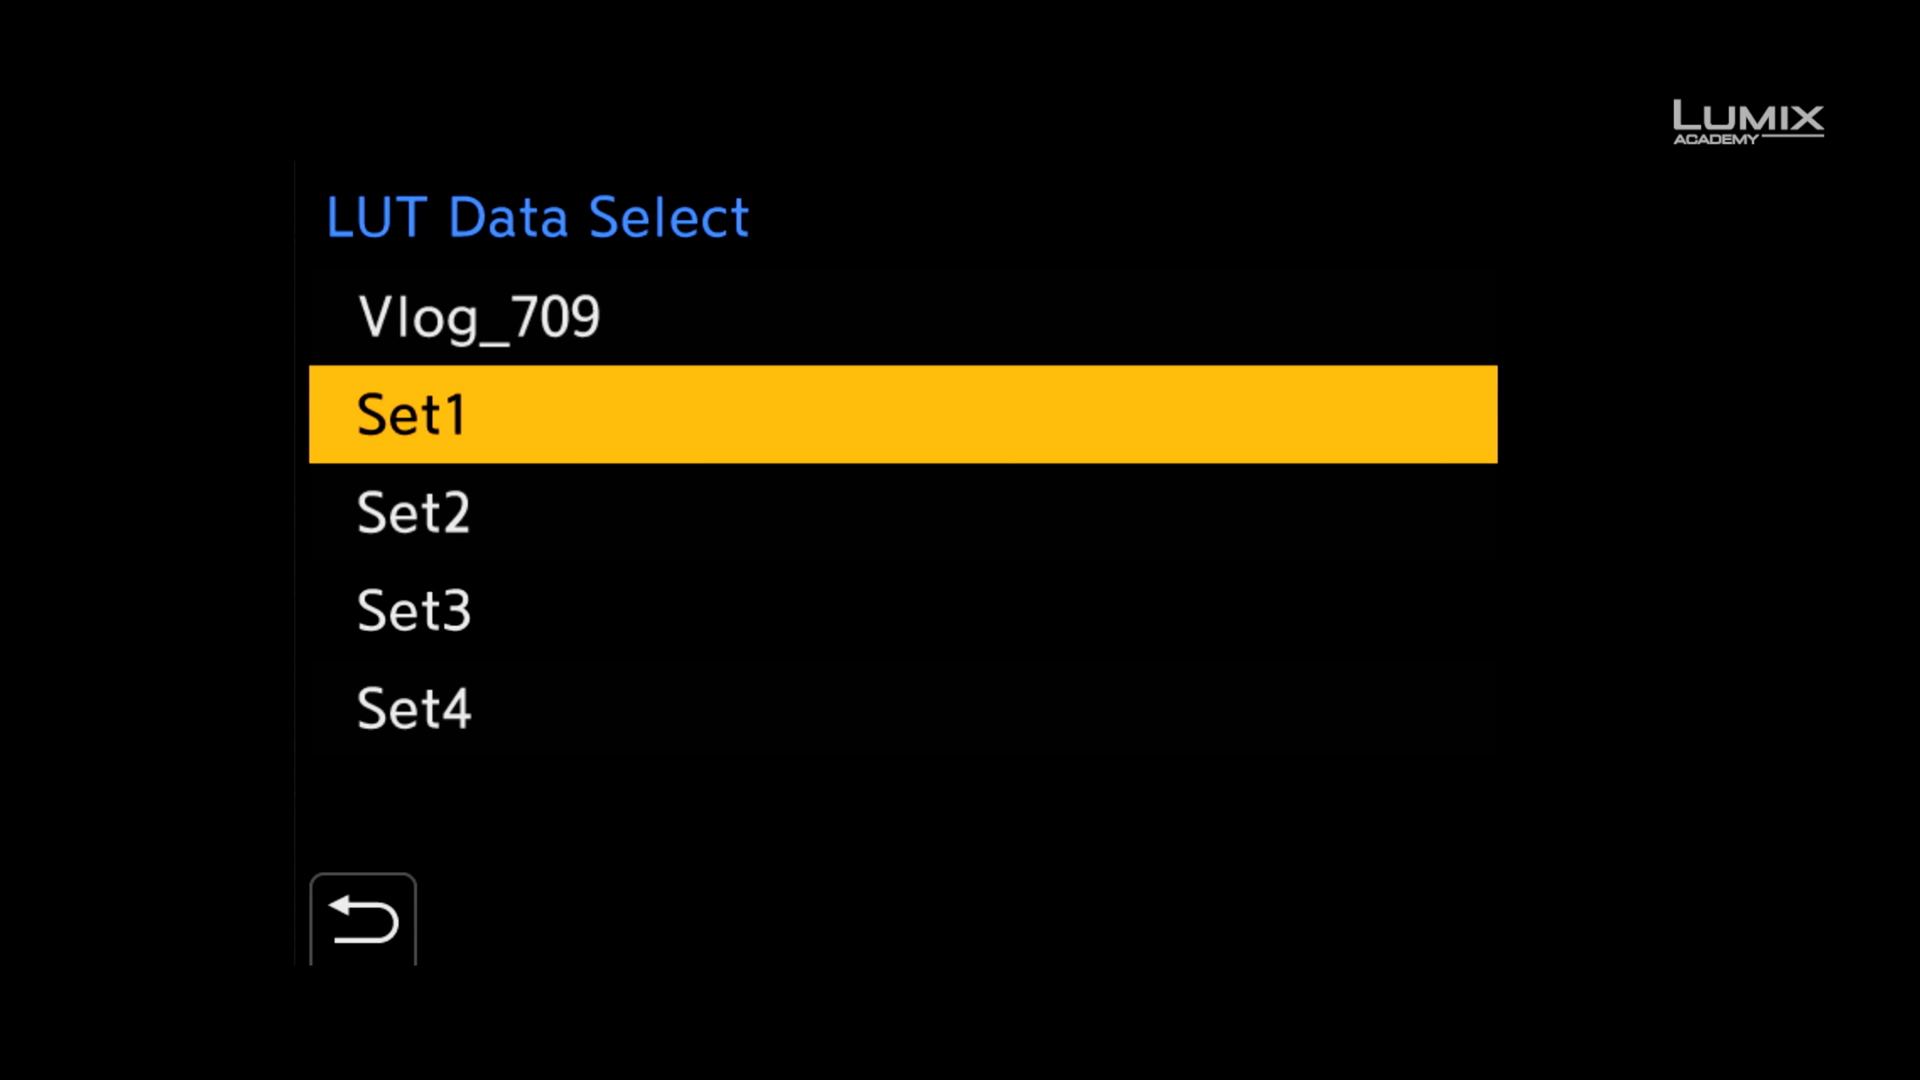 LUMIX
ACADEMY
LUT Data Select
Vlog_709
Set1
Set2
Set3
Set4